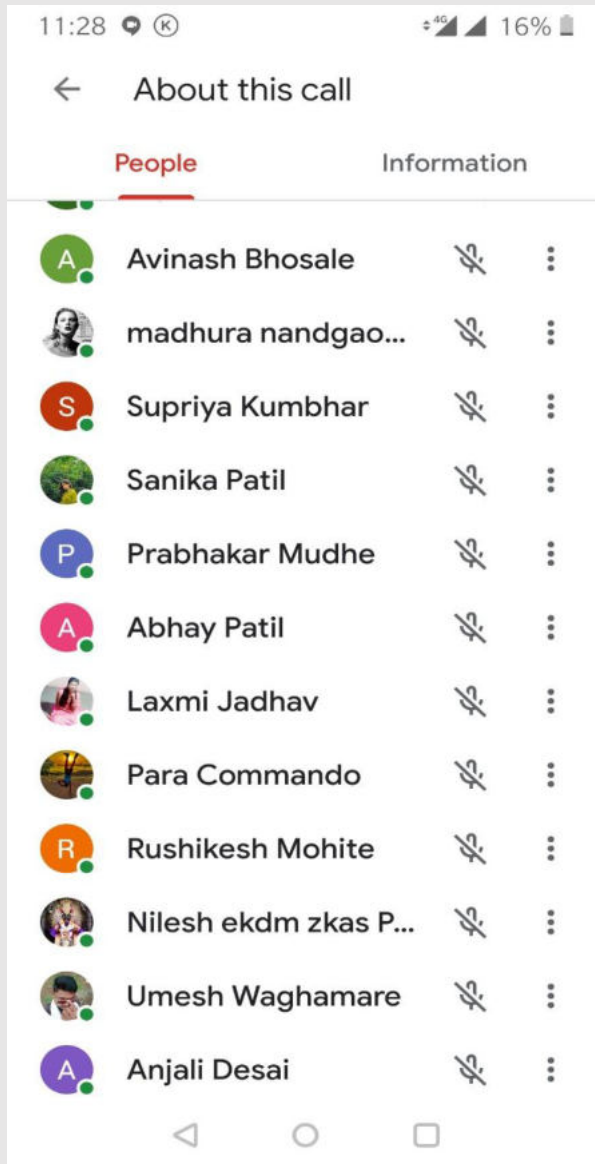 11:28 K 4G 16%
About this call
People Information
A Avinash Bhosale
madhura nandgao...
S Supriya Kumbhar
Sanika Patil
P Prabhakar Mudhe
A Abhay Patil
Laxmi Jadhav
Para Commando
R Rushikesh Mohite
Nilesh ekdm zkas P...
Umesh Waghamare
A Anjali Desai